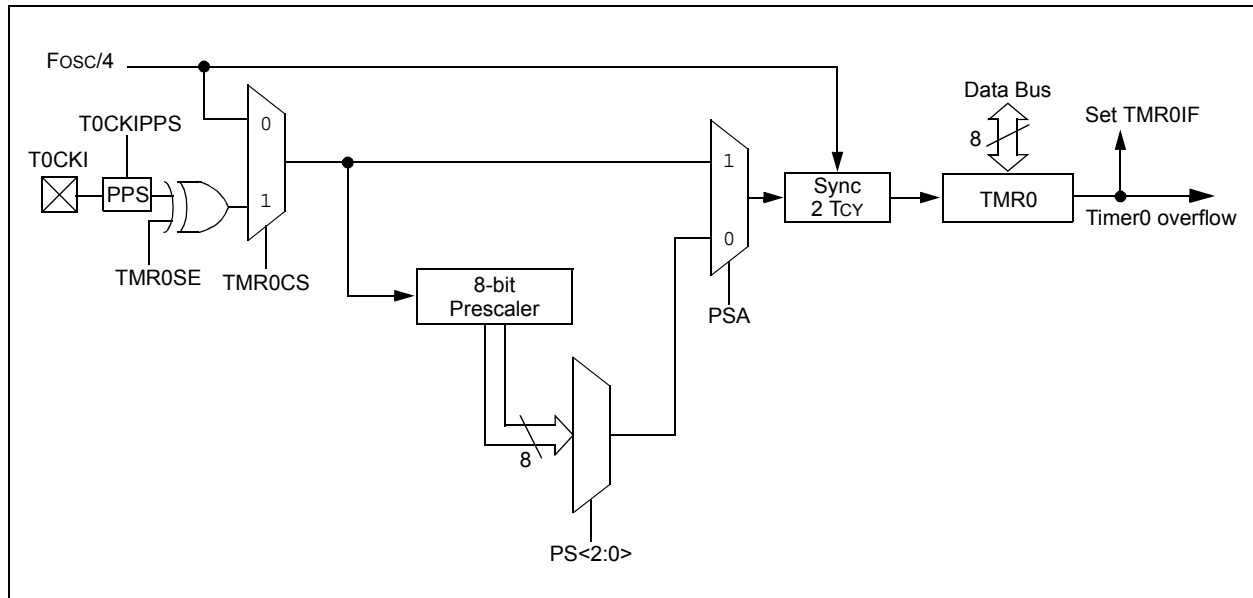 FOSC/4
Data Bus
T0CKIPPS
0
8
Set TMR0IF
T0CKI
PPS
1
1
Sync
2 TCY
TMR0
Timer0 overflow
0
TMR0SE
TMR0CS
8-bit
Prescaler
PSA
8
PS<2:0>